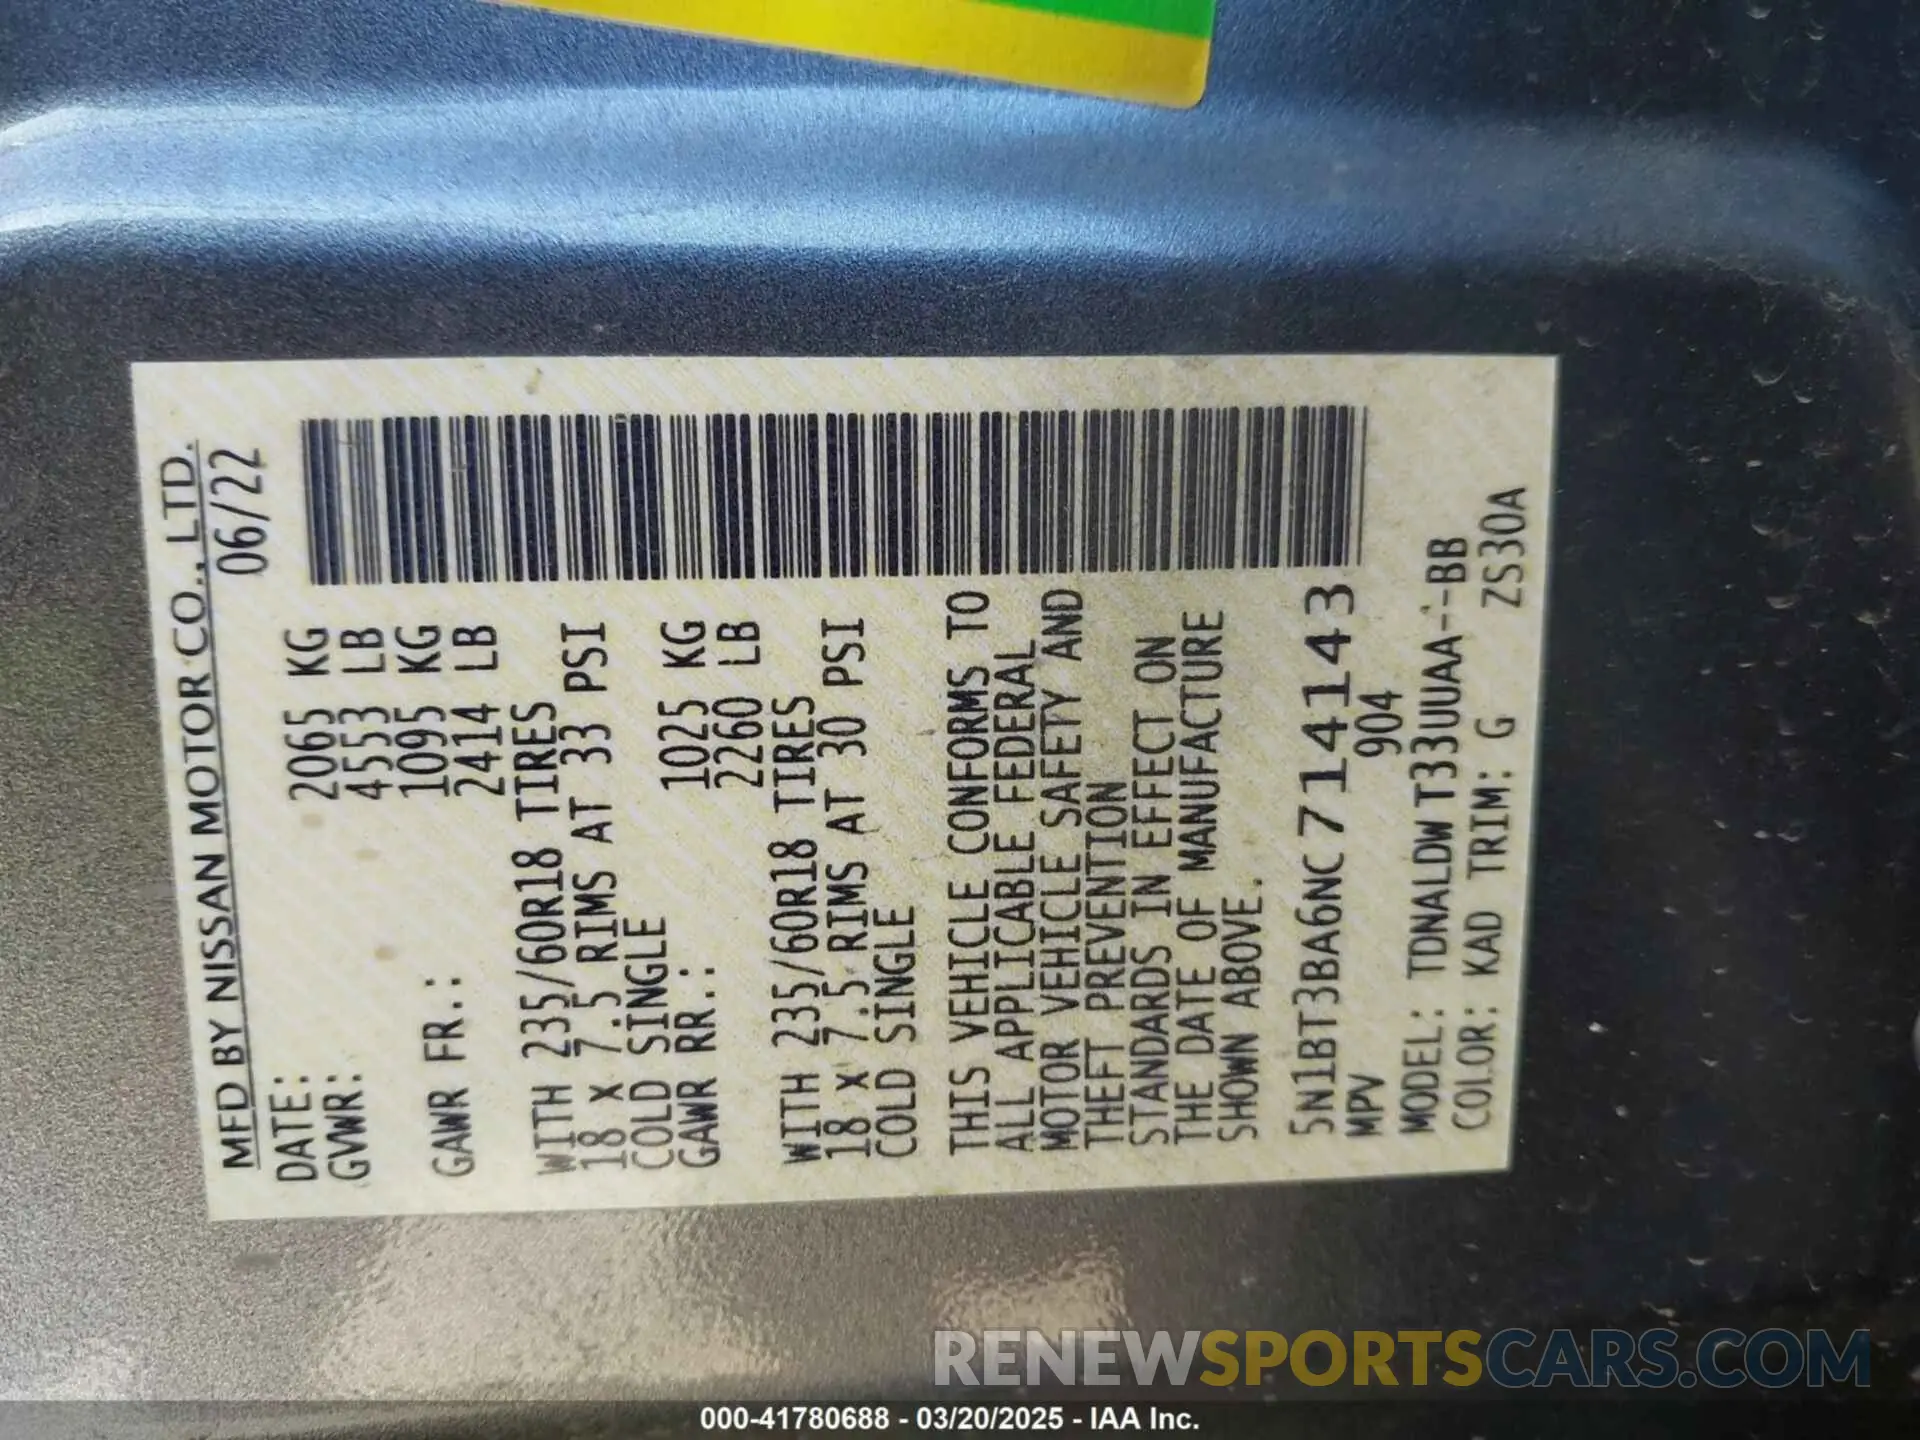 MFD BY NISSAN MOTOR CO., LTD.
DATE: 06/22
GVWR: 2065 KG
4553 LB
GAWR FR.: 1095 KG
2414 LB
WITH 235/60R18 TIRES
18 X 7.5 RIMS AT 33 PSI
COLD SINGLE
GAWR RR.: 1025 KG
2260 LB
WITH 235/60R18 TIRES
18 X 7.5 RIMS AT 30 PSI
COLD SINGLE
THIS VEHICLE CONFORMS TO
ALL APPLICABLE FEDERAL
MOTOR VEHICLE SAFETY AND
THEFT PREVENTION
STANDARDS IN EFFECT ON
THE DATE OF MANUFACTURE
SHOWN ABOVE.
5N1BT3BA6NC714143
MPV 904
MODEL: TDNALDWT33UUAA--BB
COLOR: KAD TRIM: G ZS30A
RENEWSPORTSCARS.COM
000-41780688 - 03/20/2025 - IAA Inc.